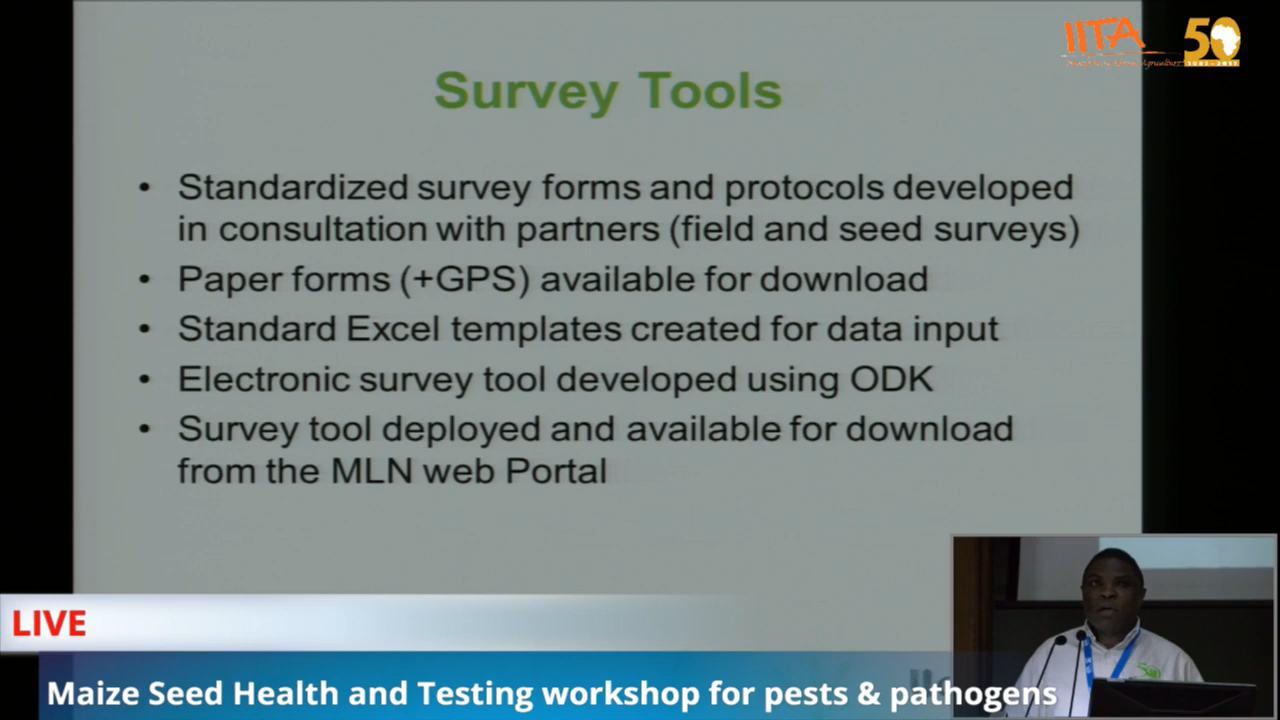 IITA
50
Survey Tools
• Standardized survey forms and protocols developed
in consultation with partners (field and seed surveys)
• Paper forms (+GPS) available for download
• Standard Excel templates created for data input
• Electronic survey tool developed using ODK
• Survey tool deployed and available for download
from the MLN web Portal
LIVE
Maize Seed Health and Testing workshop for pests & pathogens